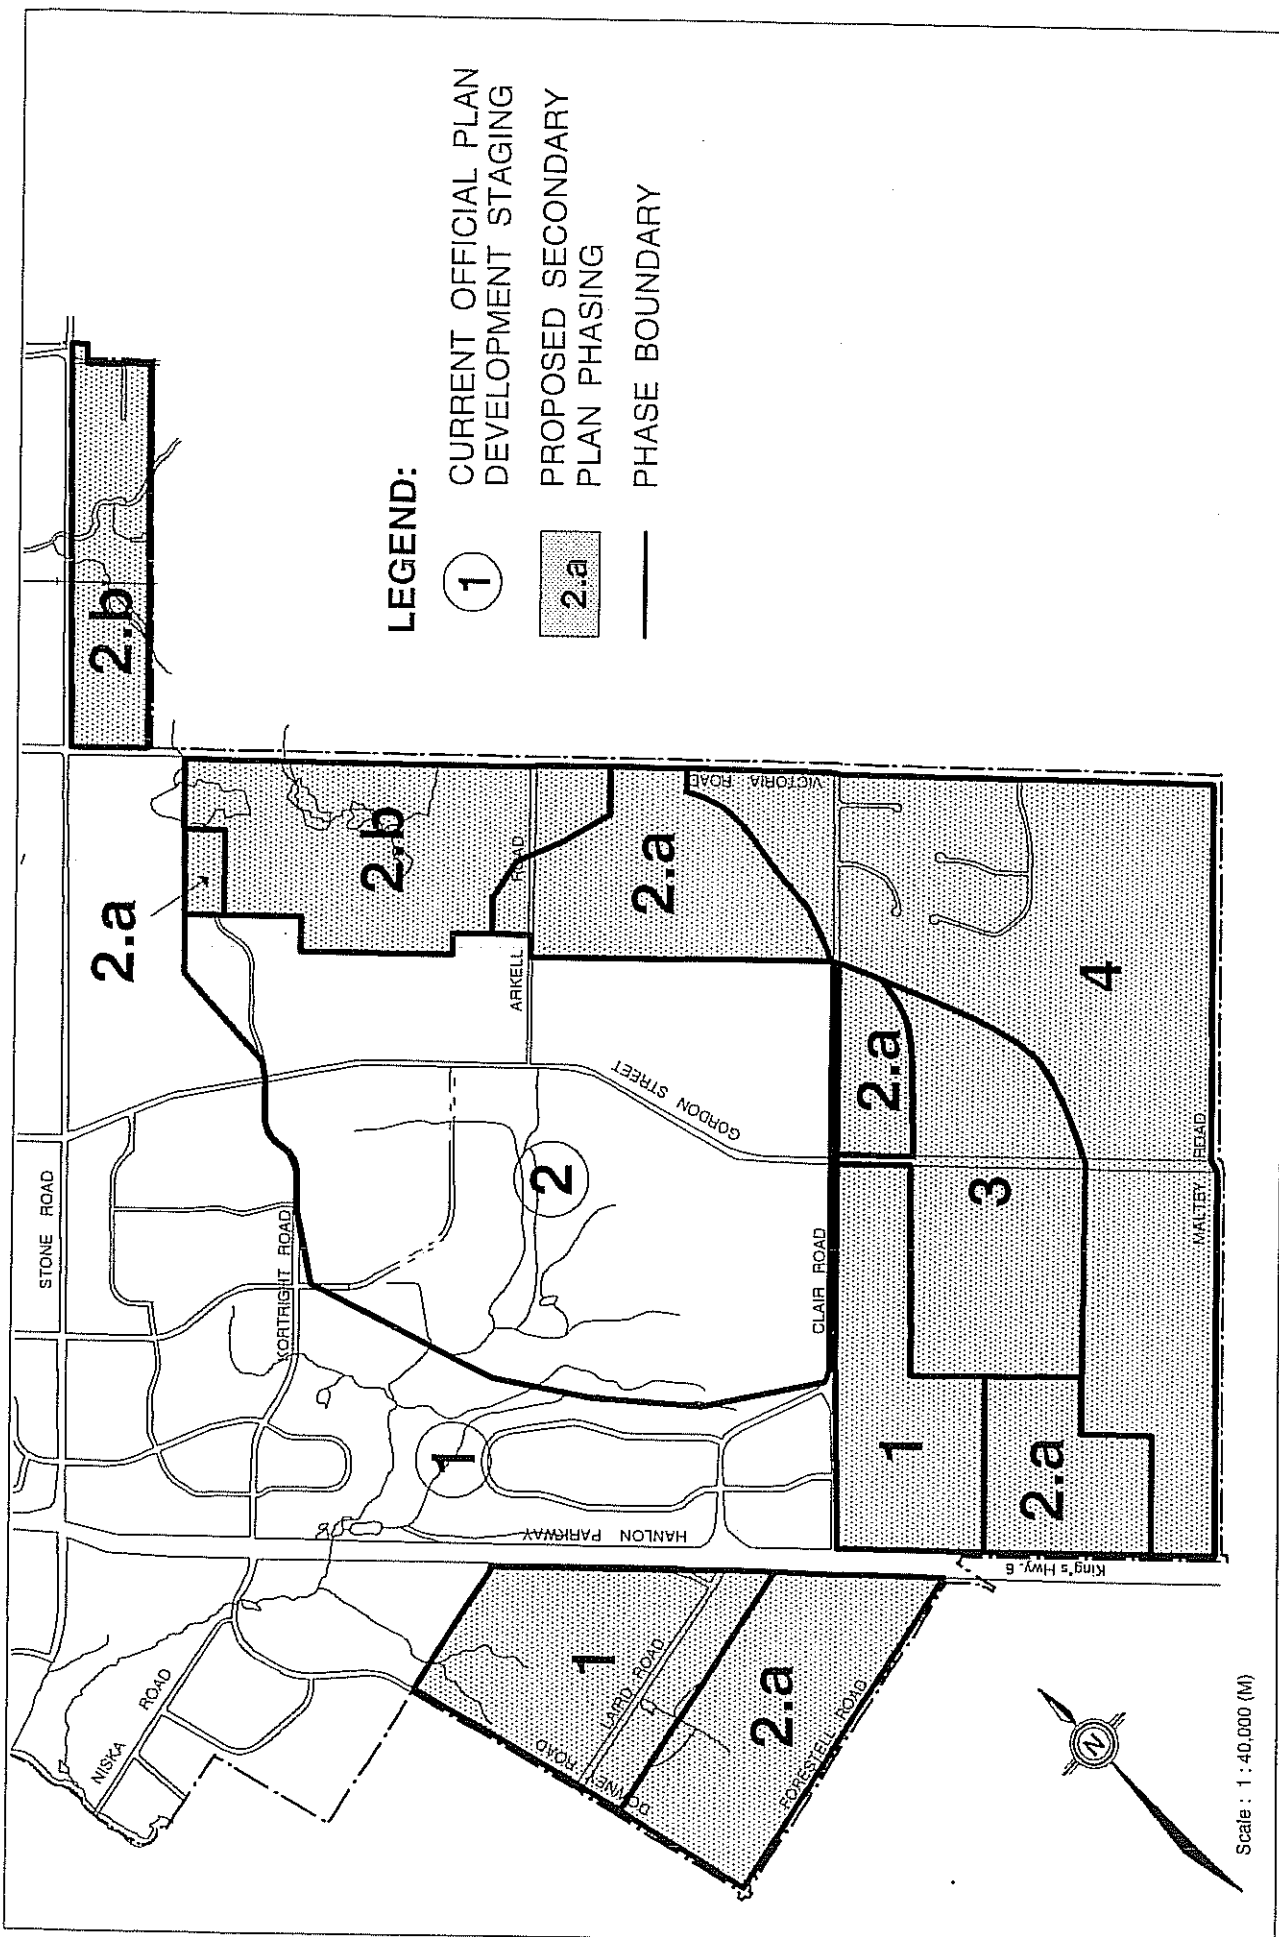 LEGEND:
1
CURRENT OFFICIAL PLAN
DEVELOPMENT STAGING
2.a
PROPOSED SECONDARY
PLAN PHASING
PHASE BOUNDARY
NISKA ROAD
STONE ROAD
KORTRIGHT ROAD
2.a
2.b
2.b
HANLON PARKWAY
1
2
ARKELL ROAD
GORDON STREET
2.a
VICTORIA ROAD
DOWNEY ROAD
LAIRD ROAD
1
2.a
FORESTELL ROAD
CLAIR ROAD
1
2.a
2.a
3
4
King's Hwy. 6
MALTBY ROAD
N
Scale : 1 : 40,000 (M)